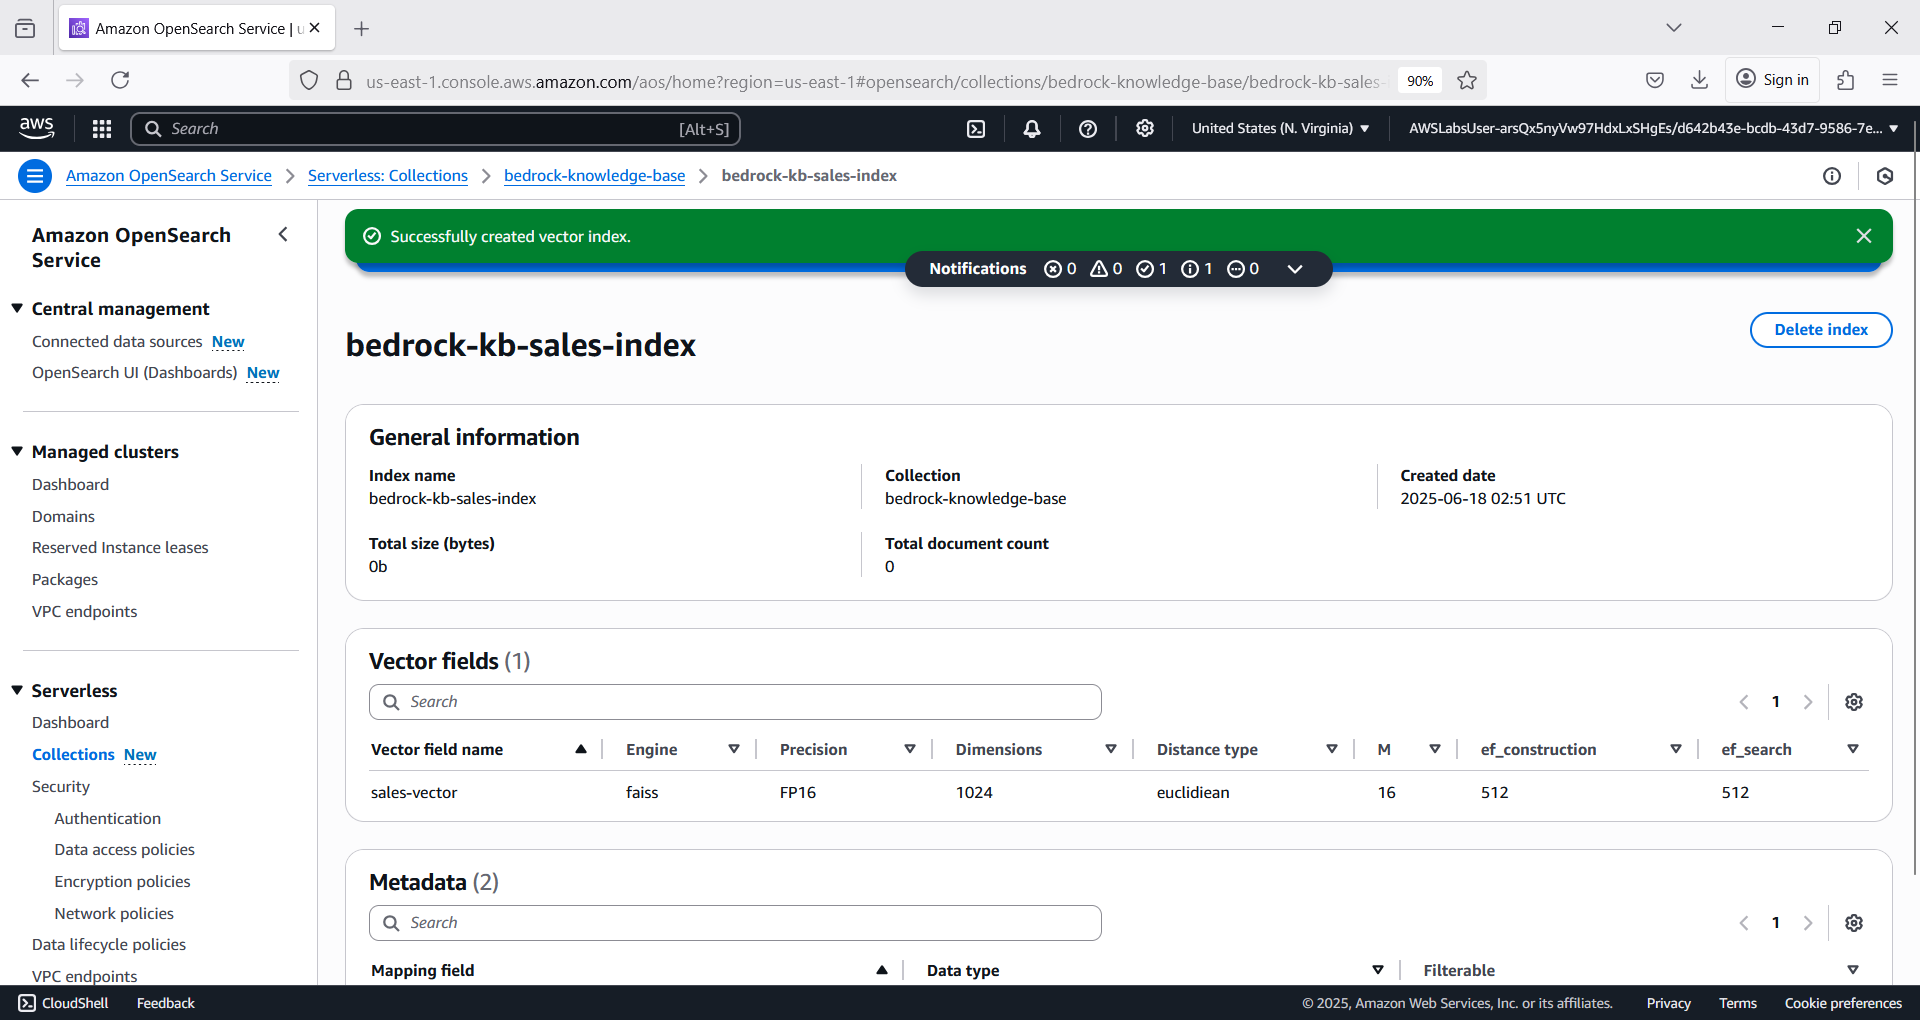 Amazon OpenSearch Service | u
us-east-1.console.aws.amazon.com/aos/home?region=us-east-1#opensearch/collections/bedrock-knowledge-base/bedrock-kb-sales-
90%
Sign in
aws
Search
[Alt+S]
United States (N. Virginia)
AWSLabsUser-arsQx5nyVw97HdxLxSHgEs/d642b43e-bcdb-43d7-9586-7e...
Amazon OpenSearch Service
Serverless: Collections
bedrock-knowledge-base
bedrock-kb-sales-index
Amazon OpenSearch
Service
Central management
Connected data sources New
OpenSearch UI (Dashboards) New
Managed clusters
Dashboard
Domains
Reserved Instance leases
Packages
VPC endpoints
Serverless
Dashboard
Collections New
Security
Authentication
Data access policies
Encryption policies
Network policies
Data lifecycle policies
VPC endpoints
Successfully created vector index.
Notifications 0 0 1 1 0
bedrock-kb-sales-index
Delete index
General information
Index name
bedrock-kb-sales-index
Collection
bedrock-knowledge-base
Created date
2025-06-18 02:51 UTC
Total size (bytes)
0b
Total document count
0
Vector fields (1)
Search
1
Vector field name Engine Precision Dimensions Distance type M ef_construction ef_search
sales-vector faiss FP16 1024 euclidiean 16 512 512
Metadata (2)
Search
1
Mapping field Data type Filterable
CloudShell Feedback
© 2025, Amazon Web Services, Inc. or its affiliates. Privacy Terms Cookie preferences